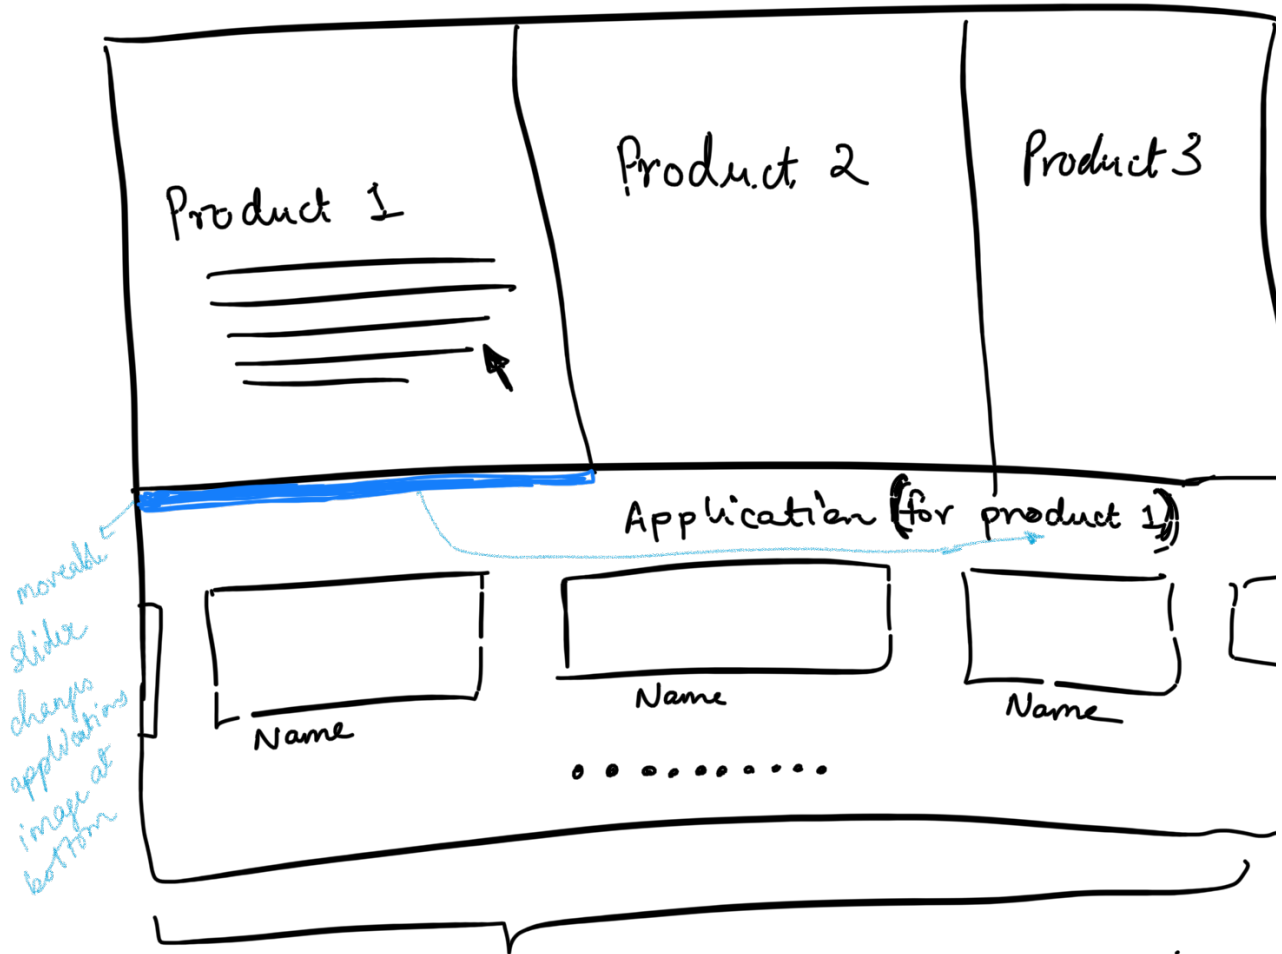 Product 1
Product 2
Product 3
Application (for product 1)
Name
Name
Name
moveable
slider
changes
applications
image at
bottom